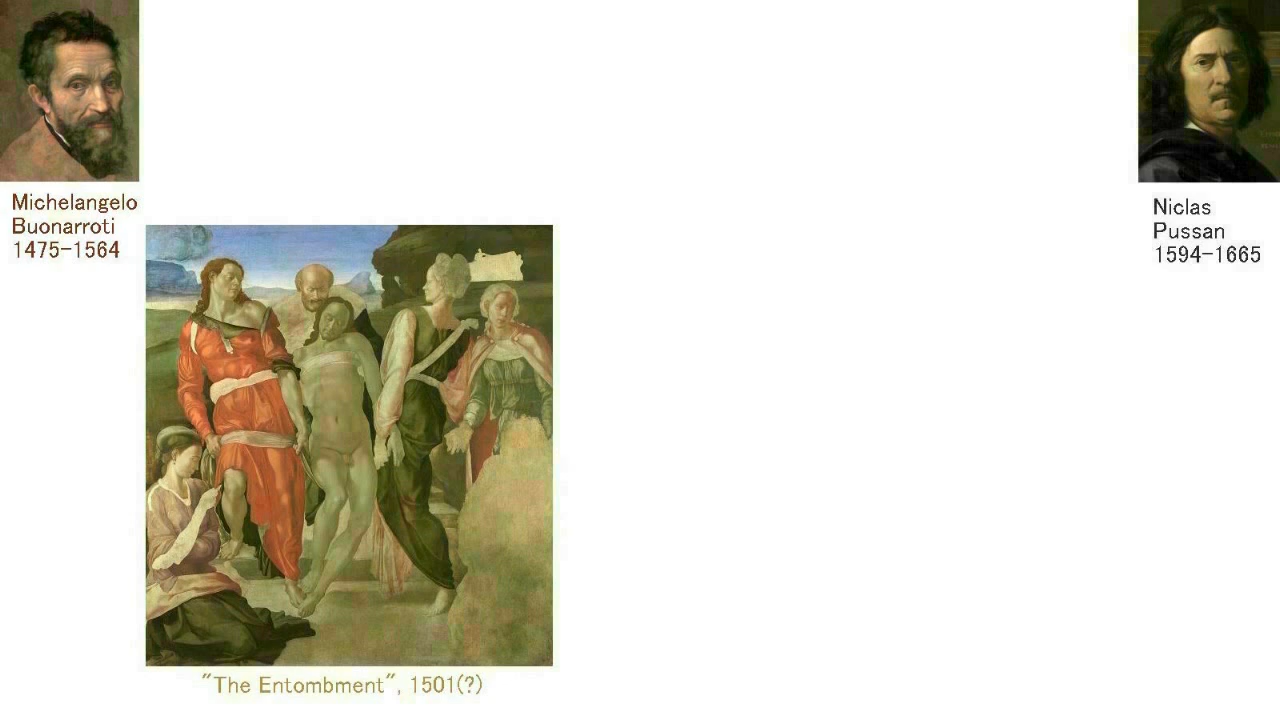 Michelangelo
Buonarroti
1475-1564
Niclas
Pussan
1594-1665
"The Entombment", 1501(?)